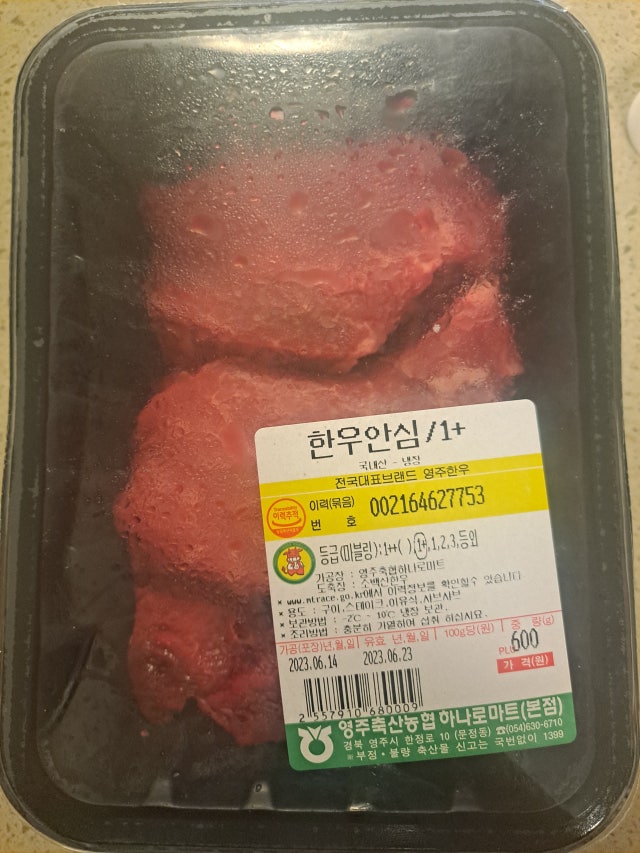 한우안심/1+
국내산 - 냉장
전국대표브랜드 영주한우
이력추적
이력(묶음)
번 호
002164627753
등급(마블링):1++( ),1+,1,2,3,등외
가공장 : 영주축협하나로마트
도축장 : 소백산한우
* www.mtrace.go.kr에서 이력정보를 확인할수 있습니다
* 용도 : 구이,스테이크,이유식,샤브샤브
* 보관방법 : -2℃ ~ 10℃ 냉장 보관.
* 조리방법 : 충분히 가열하여 섭취 하십시요.
가공(포장)년,월,일 유효 년,월,일 100g당(원) 중 량(g)
2023.06.14 2023.06.23 PLU 600
가 격(원)
2 557910 680009
영주축산농협 하나로마트(본점)
경북 영주시 한정로 10 (문정동) ☎(054)630-6710
※ 부정·불량 축산물 신고는 국번없이 1399